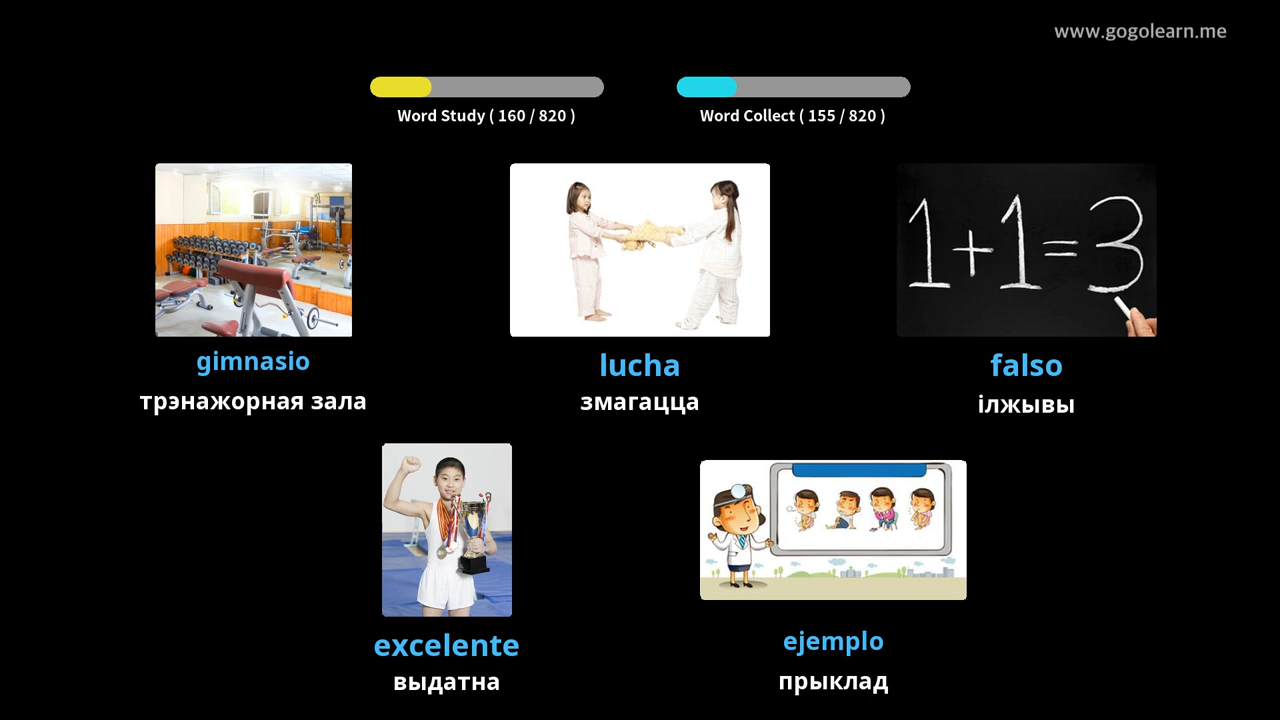 www.gogolearn.me
Word Study ( 160 / 820 )
Word Collect ( 155 / 820 )
1+1=3
gimnasio
трэнажорная зала
lucha
змагацца
falso
ілжывы
excelente
выдатна
ejemplo
прыклад